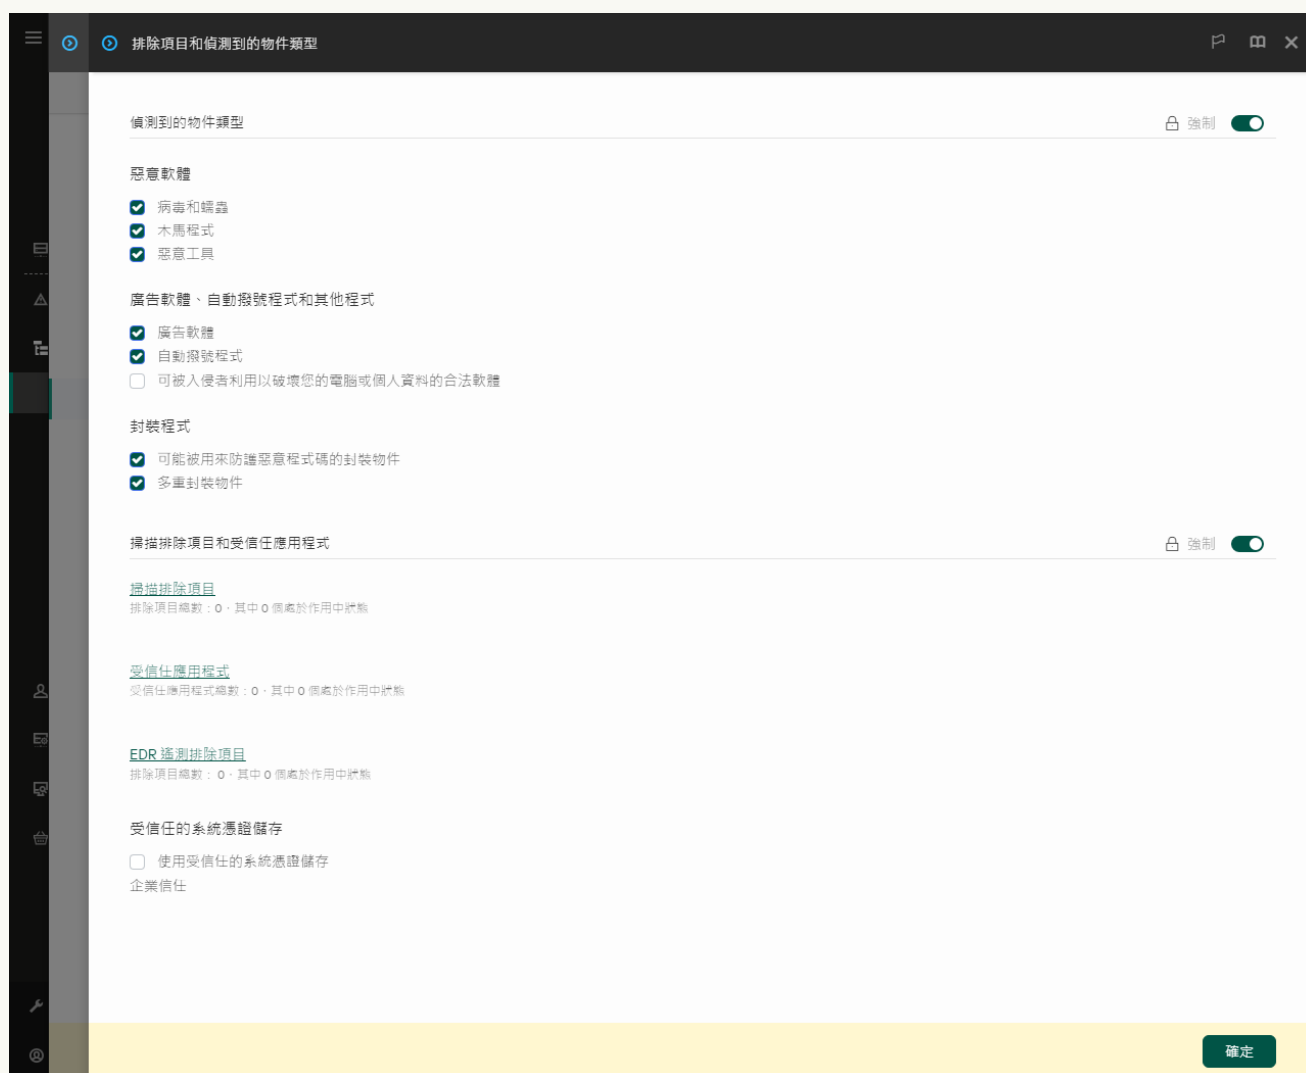 排除項目和偵測到的物件類型
偵測到的物件類型
強制
惡意軟體
病毒和蠕蟲
木馬程式
惡意工具
廣告軟體、自動撥號程式和其他程式
廣告軟體
自動撥號程式
可被入侵者利用以破壞您的電腦或個人資料的合法軟體
封裝程式
可能被用來防護惡意程式碼的封裝物件
多重封裝物件
掃描排除項目和受信任應用程式
強制
掃描排除項目
排除項目總數：0，其中 0 個處於作用中狀態
受信任應用程式
受信任應用程式總數：0，其中 0 個處於作用中狀態
EDR 遙測排除項目
排除項目總數： 0，其中 0 個處於作用中狀態
受信任的系統憑證儲存
使用受信任的系統憑證儲存
企業信任
確定